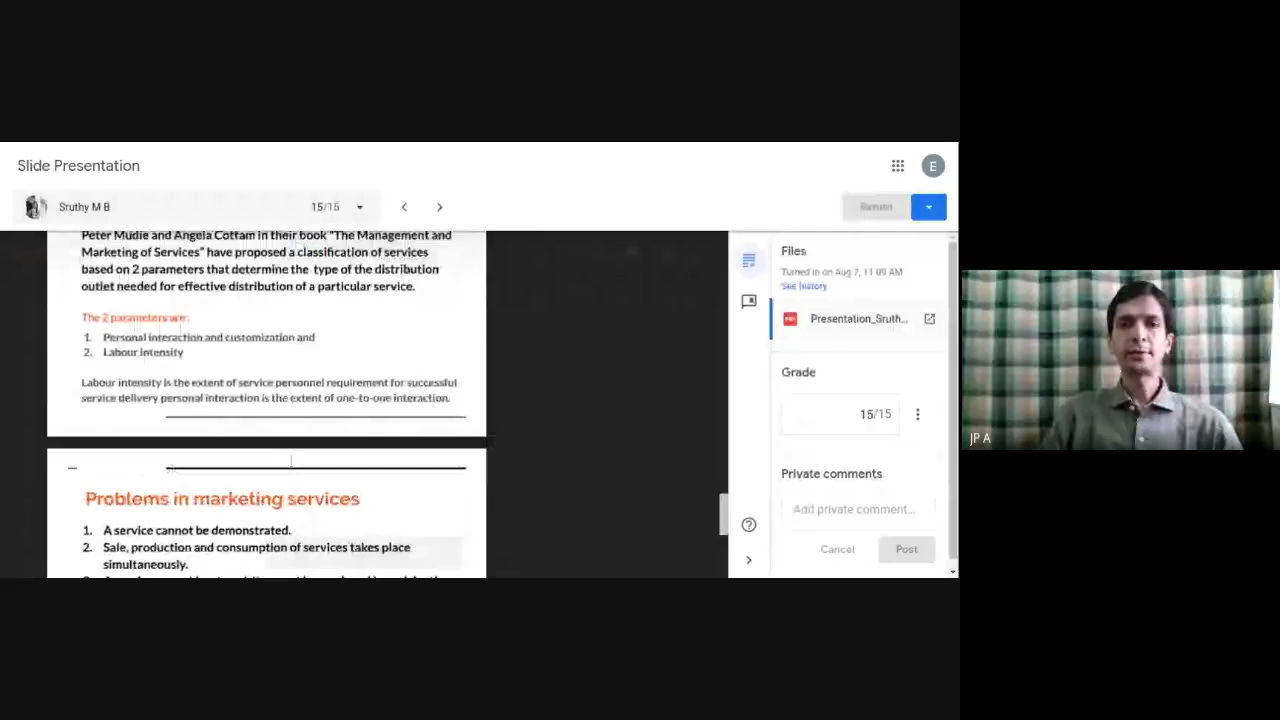 Slide Presentation
E
Sruthy M B
15/15
Return
Peter Mudie and Angela Cottam in their book "The Management and
Marketing of Services" have proposed a classification of services
based on 2 parameters that determine the type of the distribution
outlet needed for effective distribution of a particular service.
The 2 parameters are:
1. Personal interaction and customization and
2. Labour intensity
Labour intensity is the extent of service personnel requirement for successful
service delivery personal interaction is the extent of one-to-one interaction.
Problems in marketing services
1. A service cannot be demonstrated.
2. Sale, production and consumption of services takes place
simultaneously.
Files
Turned in on Aug 7, 11:09 AM
See history
Presentation_Sruth...
Grade
15/15
Private comments
Add private comment...
Cancel
Post
JP A